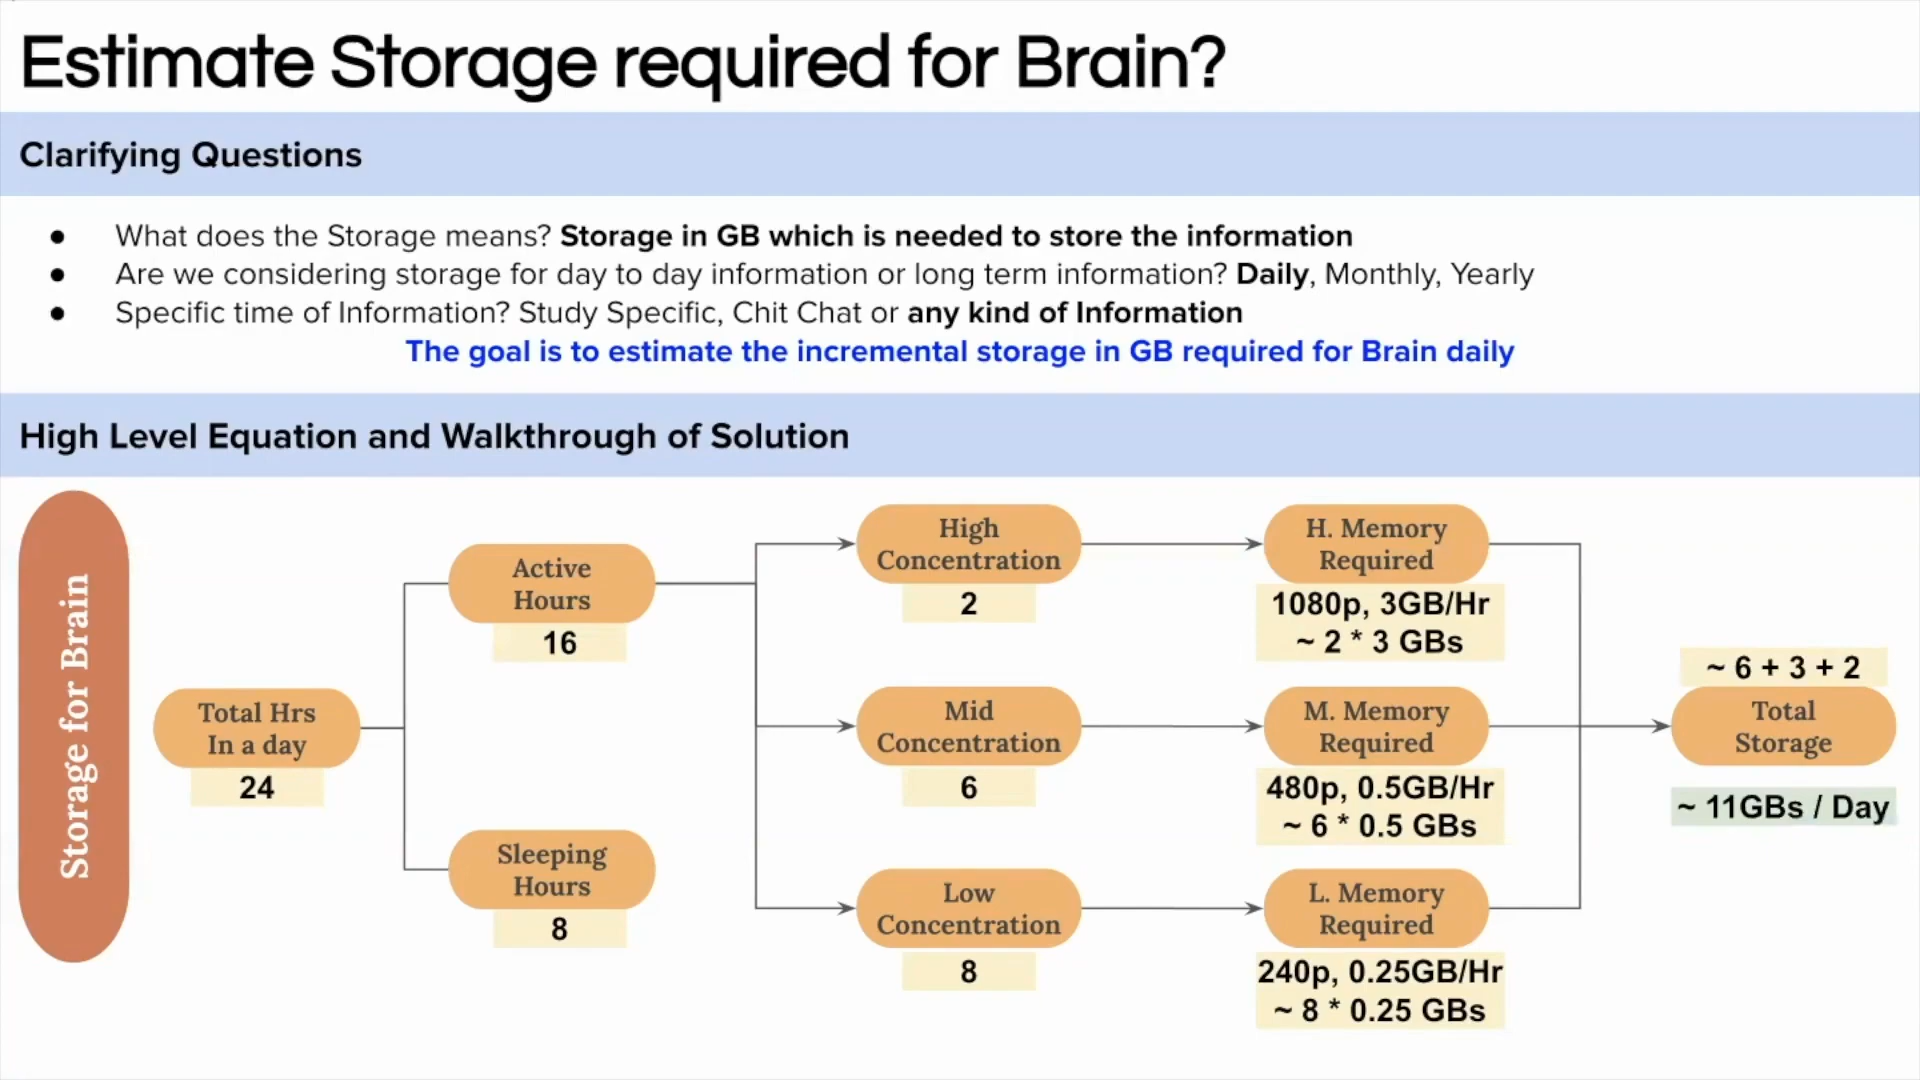 Estimate Storage required for Brain?
Clarifying Questions
● What does the Storage means? Storage in GB which is needed to store the information
● Are we considering storage for day to day information or long term information? Daily, Monthly, Yearly
● Specific time of Information? Study Specific, Chit Chat or any kind of Information
The goal is to estimate the incremental storage in GB required for Brain daily
High Level Equation and Walkthrough of Solution
Storage for Brain
Total Hrs
In a day
24
Active
Hours
16
Sleeping
Hours
8
High
Concentration
2
Mid
Concentration
6
Low
Concentration
8
H. Memory
Required
1080p, 3GB/Hr
~ 2 * 3 GBs
M. Memory
Required
480p, 0.5GB/Hr
~ 6 * 0.5 GBs
L. Memory
Required
240p, 0.25GB/Hr
~ 8 * 0.25 GBs
~ 6 + 3 + 2
Total
Storage
~ 11GBs / Day